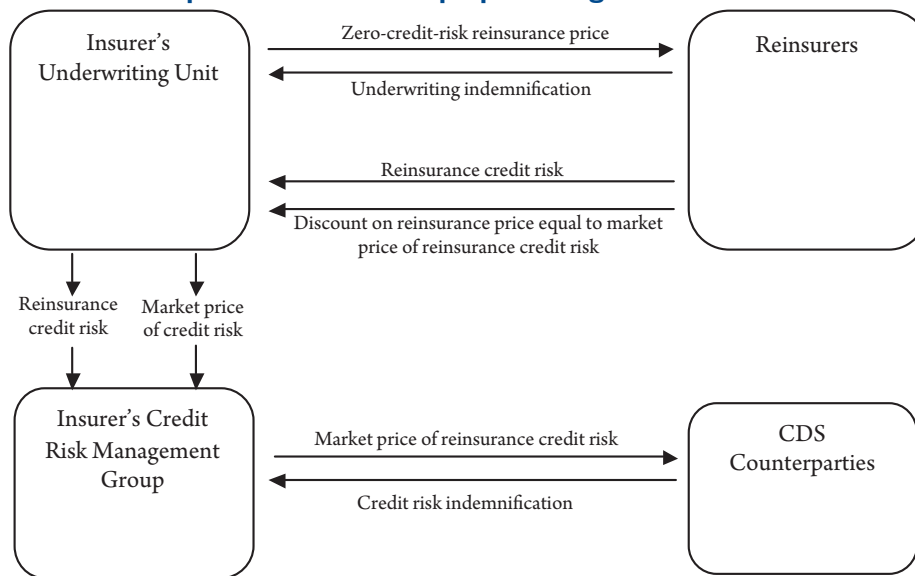 Insurer's
Underwriting Unit
Zero-credit-risk reinsurance price
Underwriting indemnification
Reinsurers
Reinsurance credit risk
Discount on reinsurance price equal to market
price of reinsurance credit risk
Reinsurance
credit risk
Market price
of credit risk
Insurer's Credit
Risk Management
Group
Market price of reinsurance credit risk
Credit risk indemnification
CDS
Counterparties